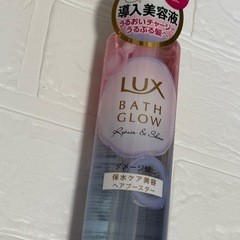 導入美容液
うるおいチャージで
うるぷる髪へ
LUX
BATH
GLOW
Repair & Shine
ダメージ髪に
保水ケア美容
ヘアブースター